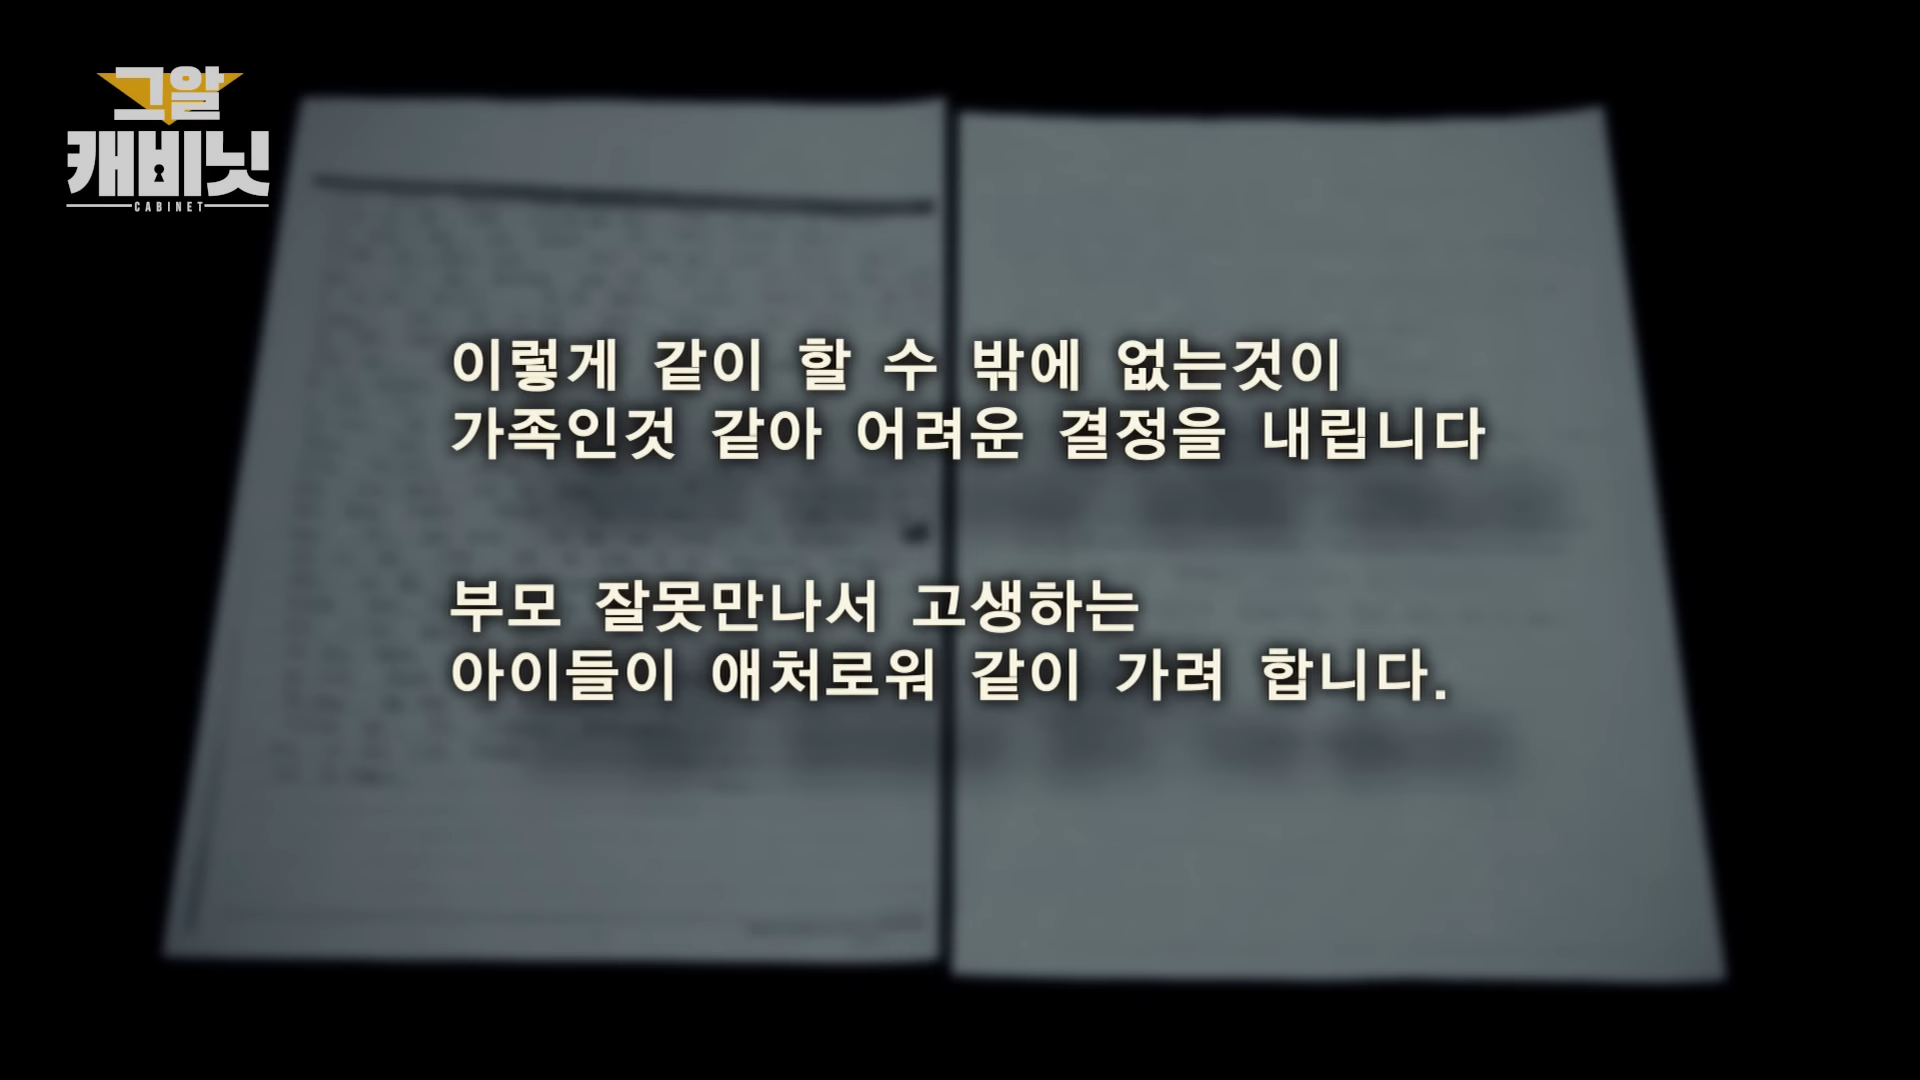 그알
캐비닛
CABINET
이렇게 같이 할 수 밖에 없는것이
가족인것 같아 어려운 결정을 내립니다
부모 잘못만나서 고생하는
아이들이 애처로워 같이 가려 합니다.